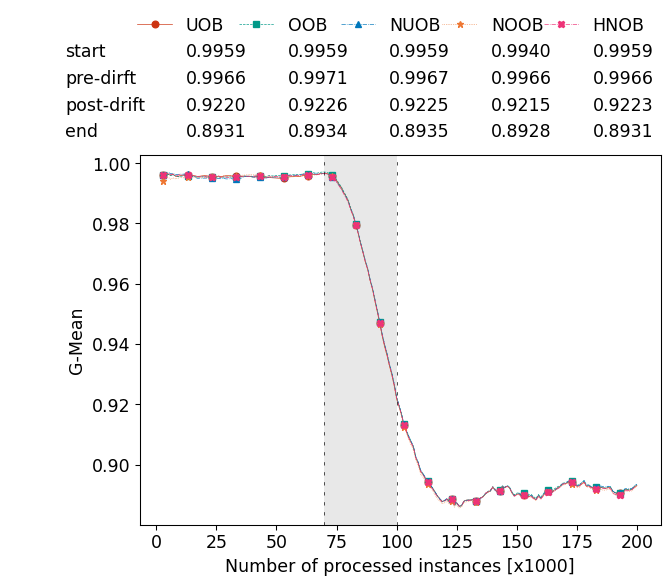 UOB OOB NUOB NOOB HNOB
start 0.9959 0.9959 0.9959 0.9940 0.9959
pre-dirft 0.9966 0.9971 0.9967 0.9966 0.9966
post-drift 0.9220 0.9226 0.9225 0.9215 0.9223
end 0.8931 0.8934 0.8935 0.8928 0.8931
1.00
0.98
0.96
0.94
0.92
0.90
G-Mean
0 25 50 75 100 125 150 175 200
Number of processed instances [x1000]